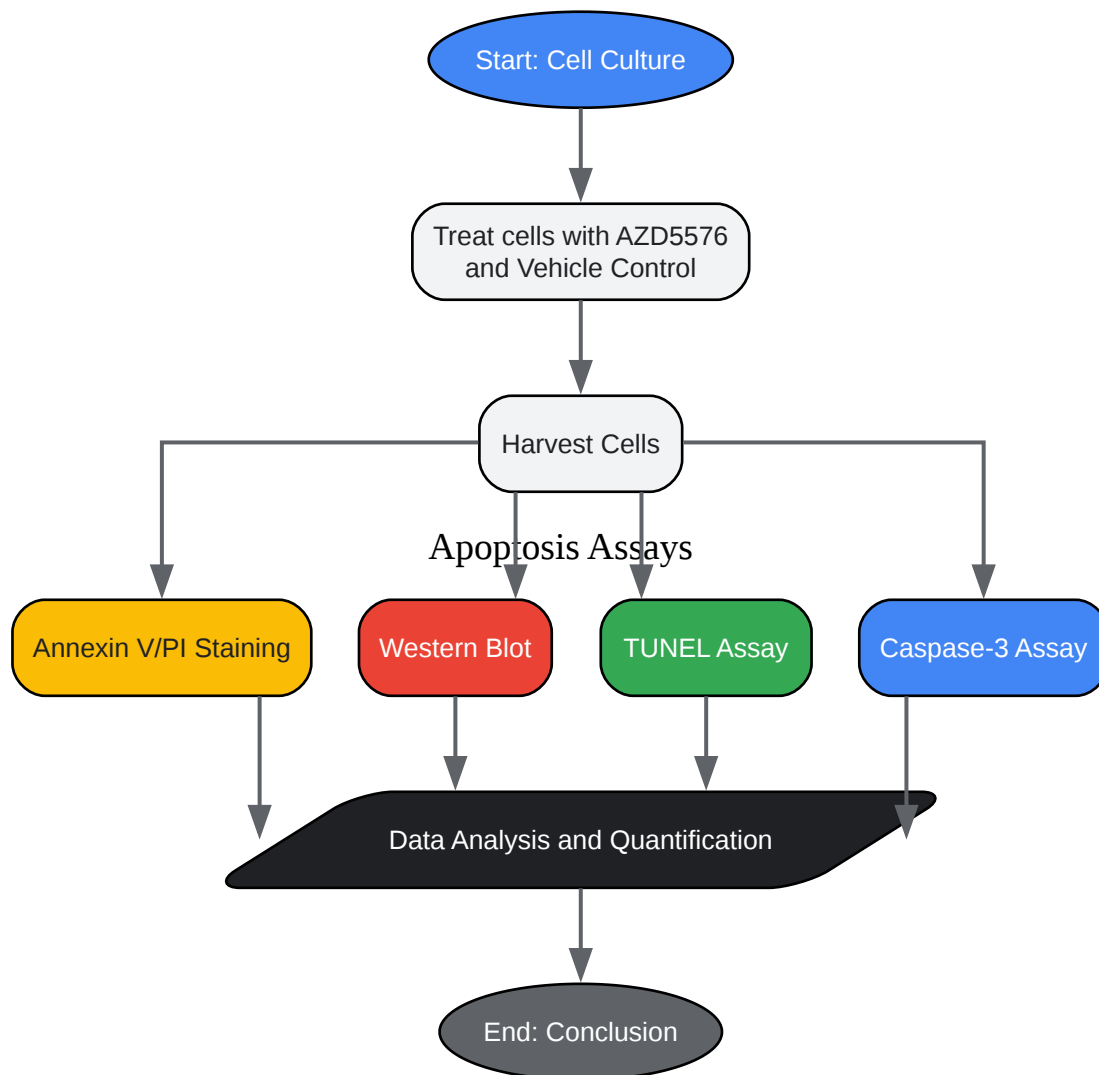 Start: Cell Culture
Treat cells with AZD5576
and Vehicle Control
Harvest Cells
Apoptosis Assays
Annexin V/PI Staining
Western Blot
TUNEL Assay
Caspase-3 Assay
Data Analysis and Quantification
End: Conclusion